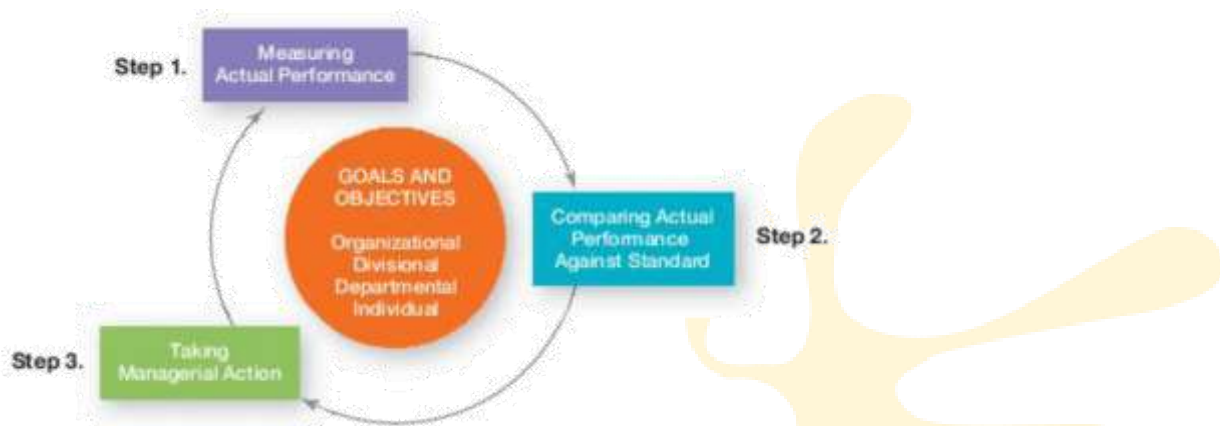 Step 1.
Measuring
Actual Performance
GOALS AND
OBJECTIVES
Organizational
Divisional
Departmental
Individual
Comparing Actual
Performance
Against Standard
Step 2.
Step 3.
Taking
Managerial Action